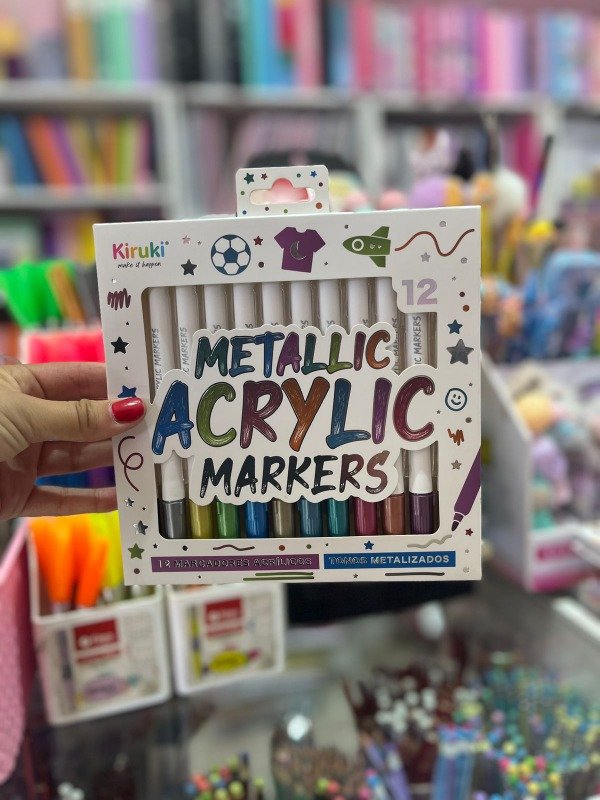 Kiruki
make it happen
12
METALLIC
ACRYLIC
MARKERS
12 MARCADORES ACRÍLICOS
TONOS METALIZADOS